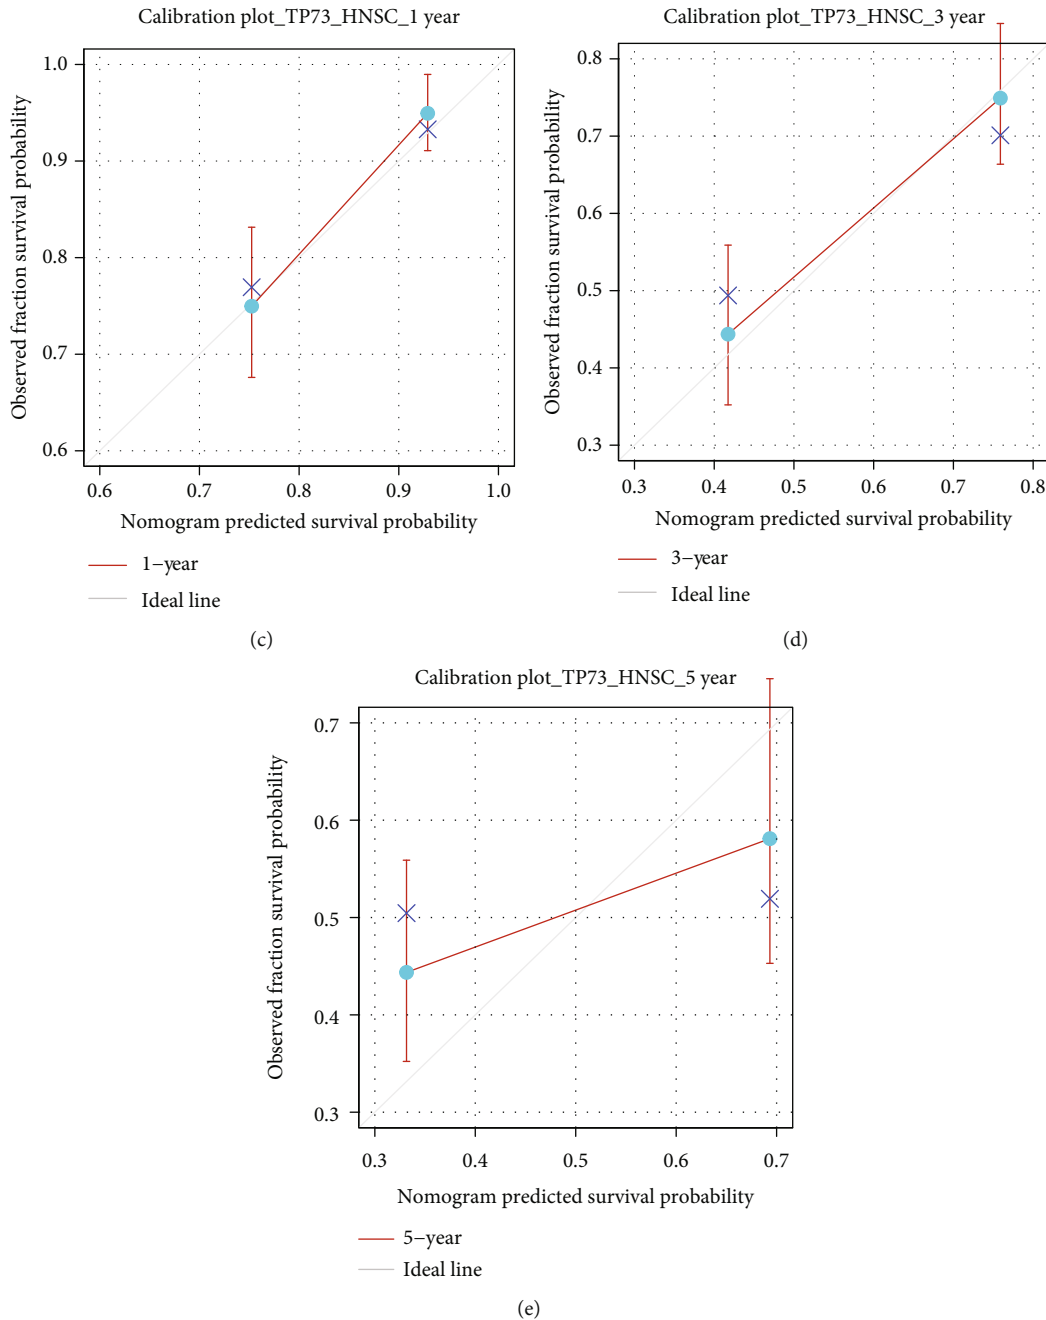 Calibration plot_TP73_HNSC_1 year
Observed fraction survival probability
1.0
0.9
0.8
0.7
0.6
0.6 0.7 0.8 0.9 1.0
Nomogram predicted survival probability
1−year
Ideal line
(c)
Calibration plot_TP73_HNSC_3 year
Observed fraction survival probability
0.8
0.7
0.6
0.5
0.4
0.3
0.3 0.4 0.5 0.6 0.7 0.8
Nomogram predicted survival probability
3−year
Ideal line
(d)
Calibration plot_TP73_HNSC_5 year
Observed fraction survival probability
0.7
0.6
0.5
0.4
0.3
0.3 0.4 0.5 0.6 0.7
Nomogram predicted survival probability
5−year
Ideal line
(e)